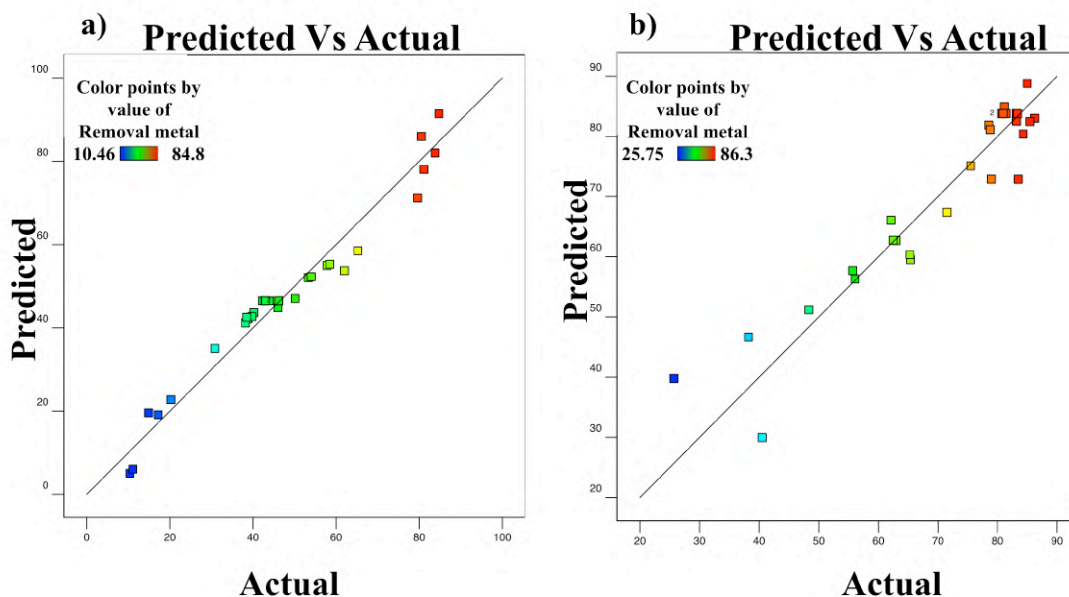 a)
Predicted Vs Actual
Color points by
value of
Removal metal
10.46 84.8
100
80
60
40
20
0
Predicted
0 20 40 60 80 100
Actual
b)
Predicted Vs Actual
Color points by
value of
Removal metal
25.75 86.3
2
90
80
70
60
50
40
30
20
Predicted
20 30 40 50 60 70 80 90
Actual